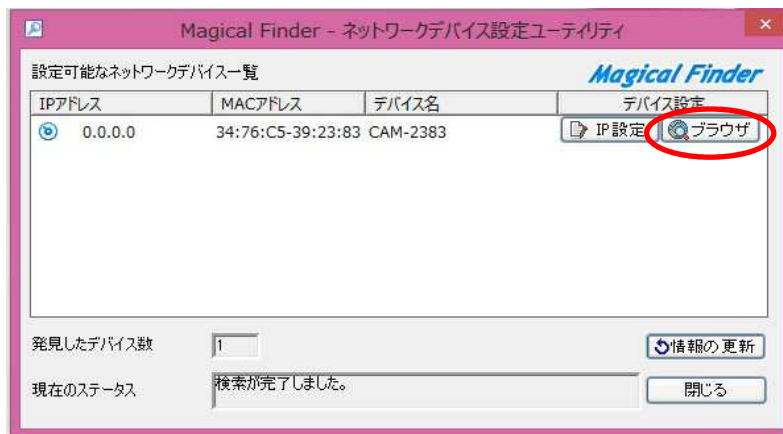 Magical Finder - ネットワークデバイス設定ユーティリティ
×
設定可能なネットワークデバイス一覧
Magical Finder
IPアドレス MACアドレス デバイス名 デバイス設定
0.0.0.0 34:76:C5-39:23:83 CAM-2383 IP設定 ブラウザ
発見したデバイス数 1 情報の更新
現在のステータス 検索が完了しました。 閉じる